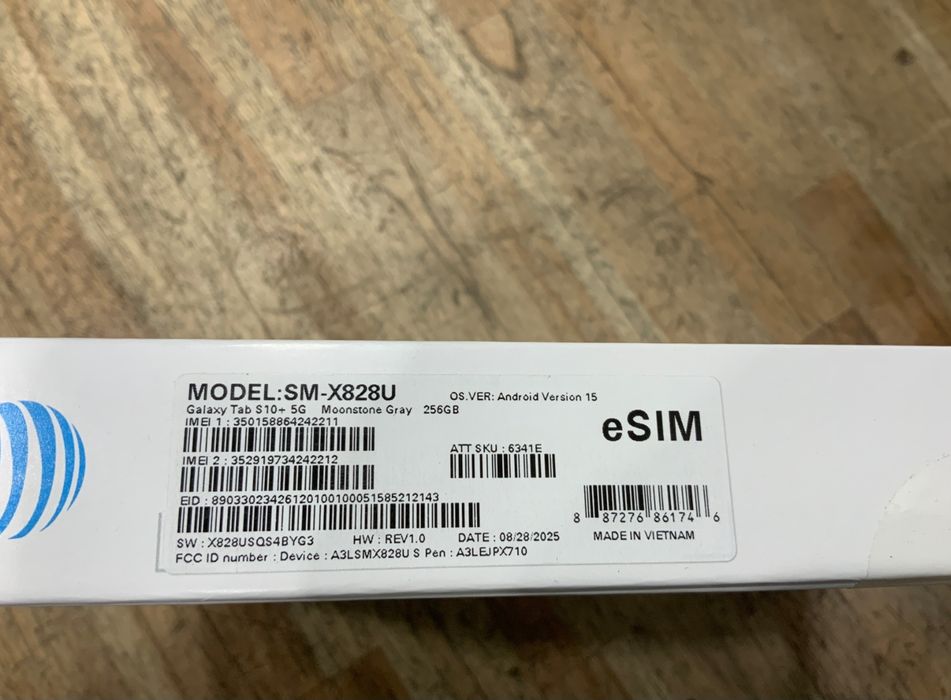 MODEL:SM-X828U
OS.VER: Android Version 15
Galaxy Tab S10+ 5G Moonstone Gray 256GB
eSIM
IMEI 1 : 350158864242211
ATT SKU : 6341E
IMEI 2 : 352919734242212
EID : 89033023426120100100051585212143
8 87276 86174 6
SW : X828USQS4BYG3 HW : REV1.0 DATE : 08/28/2025
MADE IN VIETNAM
FCC ID number : Device : A3LSMX828U S Pen : A3LEJPX710